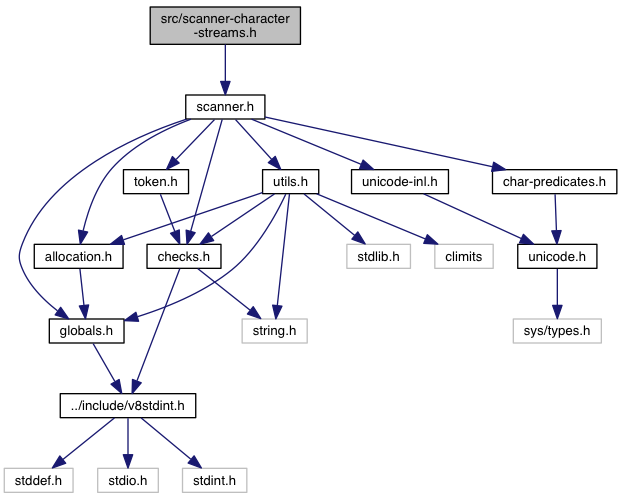 src/scanner-character
-streams.h
scanner.h
token.h
utils.h
unicode-inl.h
char-predicates.h
allocation.h
checks.h
stdlib.h
climits
unicode.h
globals.h
string.h
sys/types.h
../include/v8stdint.h
stddef.h
stdio.h
stdint.h